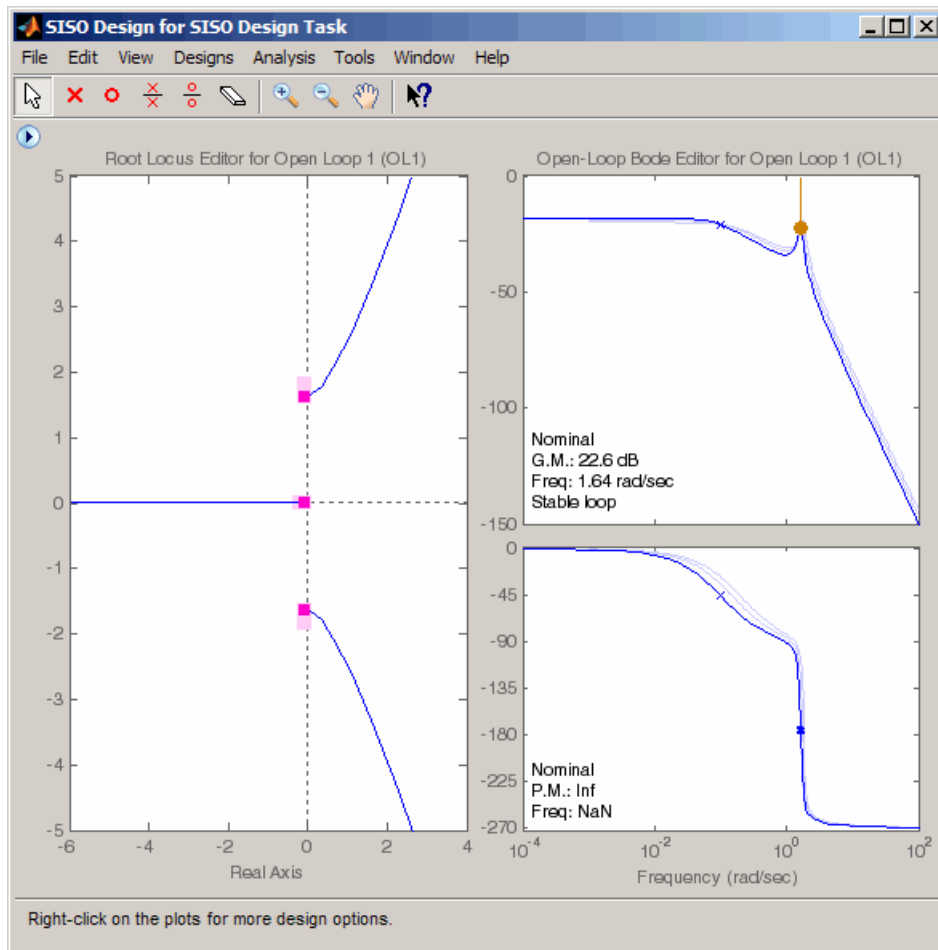 SISO Design for SISO Design Task
File Edit View Designs Analysis Tools Window Help
Root Locus Editor for Open Loop 1 (OL1)
5
4
3
2
1
0
-1
-2
-3
-4
-5
-6 -4 -2 0 2 4
Real Axis
Open-Loop Bode Editor for Open Loop 1 (OL1)
0
-50
-100
-150
Nominal
G.M.: 22.6 dB
Freq: 1.64 rad/sec
Stable loop
0
-45
-90
-135
-180
-225
-270
Nominal
P.M.: Inf
Freq: NaN
10^-4 10^-2 10^0 10^2
Frequency (rad/sec)
Right-click on the plots for more design options.